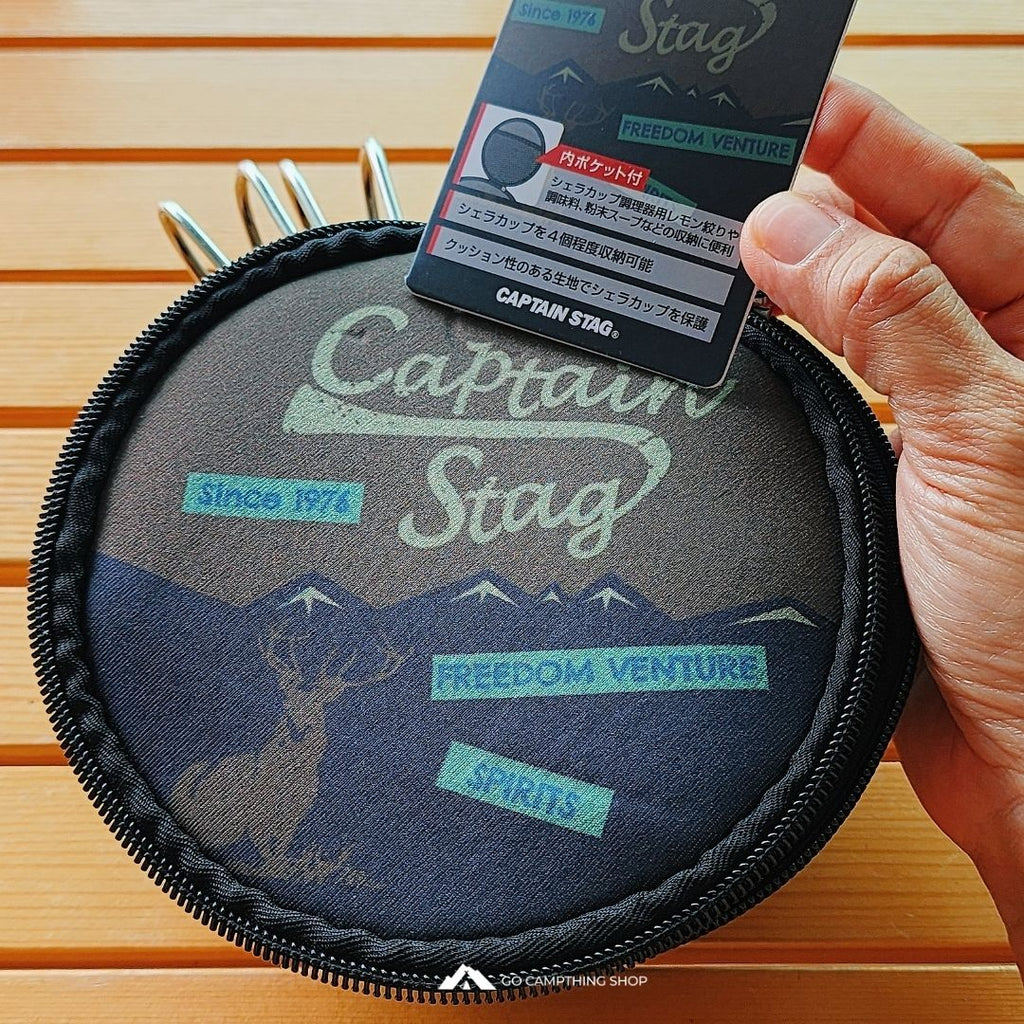 Since 1976
Stag
FREEDOM VENTURE
内ポケット付
シェラカップ調理器用レモン絞りや
調味料、粉末スープなどの収納に便利
シェラカップを4個程度収納可能
クッション性のある生地でシェラカップを保護
CAPTAIN STAG®
Captain
Stag
Since 1976
FREEDOM VENTURE
SPIRITS
GO CAMPTHING SHOP